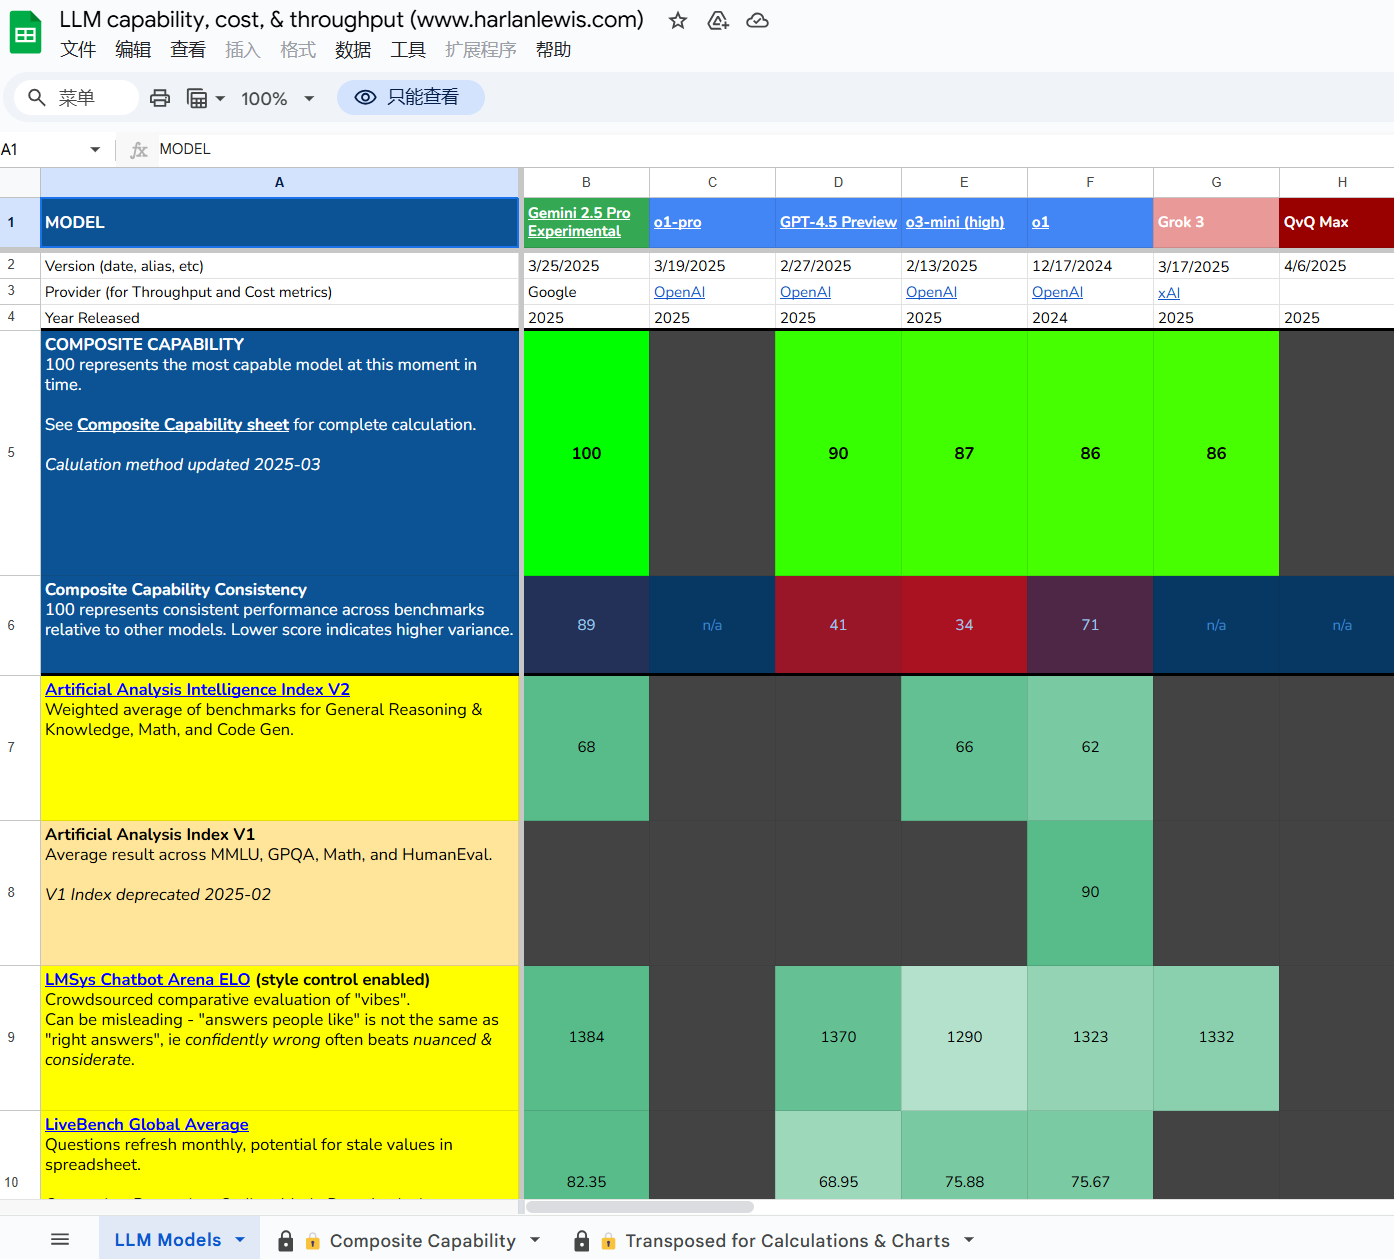 LLM capability, cost, & throughput (www.harlanlewis.com)
文件 编辑 查看 插入 格式 数据 工具 扩展程序 帮助
菜单 100% 只能查看
A1 fx MODEL
A B C D E F G H
1 MODEL Gemini 2.5 Pro Experimental o1-pro GPT-4.5 Preview o3-mini (high) o1 Grok 3 QvQ Max
2 Version (date, alias, etc) 3/25/2025 3/19/2025 2/27/2025 2/13/2025 12/17/2024 3/17/2025 4/6/2025
3 Provider (for Throughput and Cost metrics) Google OpenAI OpenAI OpenAI OpenAI xAI
4 Year Released 2025 2025 2025 2025 2024 2025 2025
COMPOSITE CAPABILITY
100 represents the most capable model at this moment in
time.
See Composite Capability sheet for complete calculation.
5 100 90 87 86 86
Calulation method updated 2025-03
Composite Capability Consistency
100 represents consistent performance across benchmarks
relative to other models. Lower score indicates higher variance.
6 89 n/a 41 34 71 n/a n/a
Artificial Analysis Intelligence Index V2
Weighted average of benchmarks for General Reasoning &
Knowledge, Math, and Code Gen.
7 68 66 62
Artificial Analysis Index V1
Average result across MMLU, GPQA, Math, and HumanEval.
V1 Index deprecated 2025-02
8 90
LMSys Chatbot Arena ELO (style control enabled)
Crowdsourced comparative evaluation of "vibes".
Can be misleading - "answers people like" is not the same as
"right answers", ie confidently wrong often beats nuanced &
considerate.
9 1384 1370 1290 1323 1332
LiveBench Global Average
Questions refresh monthly, potential for stale values in
spreadsheet.
10 82.35 68.95 75.88 75.67
LLM Models Composite Capability Transposed for Calculations & Charts